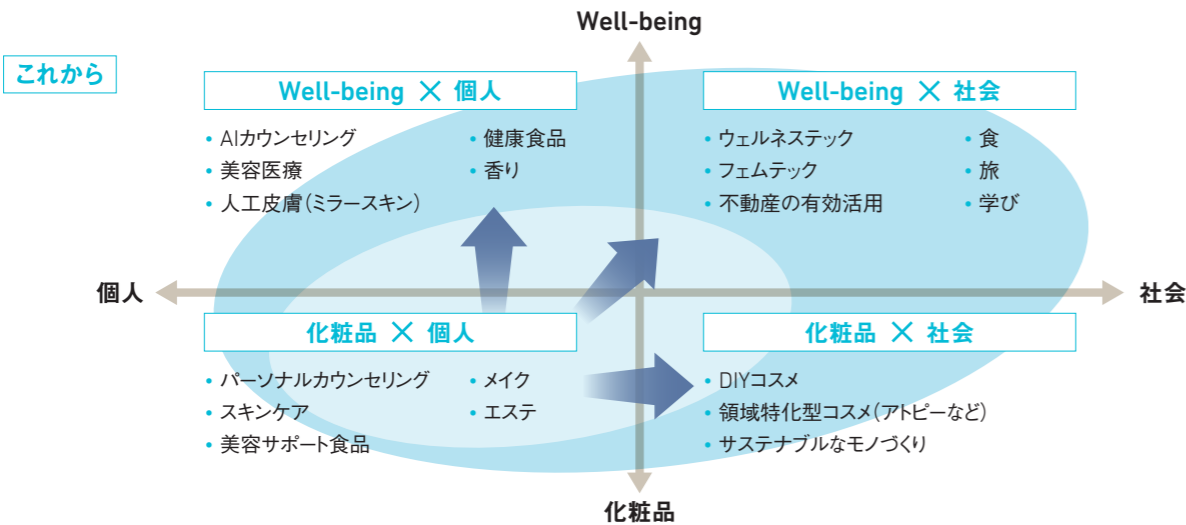 Well-being
これから
Well-being × 個人
・AIカウンセリング
・美容医療
・人工皮膚（ミラースキン）
・健康食品
・香り
Well-being × 社会
・ウェルネステック
・フェムテック
・不動産の有効活用
・食
・旅
・学び
個人
社会
化粧品 × 個人
・パーソナルカウンセリング
・スキンケア
・美容サポート食品
・メイク
・エステ
化粧品 × 社会
・DIYコスメ
・領域特化型コスメ（アトピーなど）
・サステナブルなモノづくり
化粧品